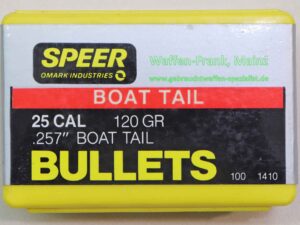 SPEER
OMARK INDUSTRIES
Waffen-Frank, Mainz
www.gebrauchtwaffen-spezialist.de
BOAT TAIL
25 CAL 120 GR
.257" BOAT TAIL
BULLETS
100 1410